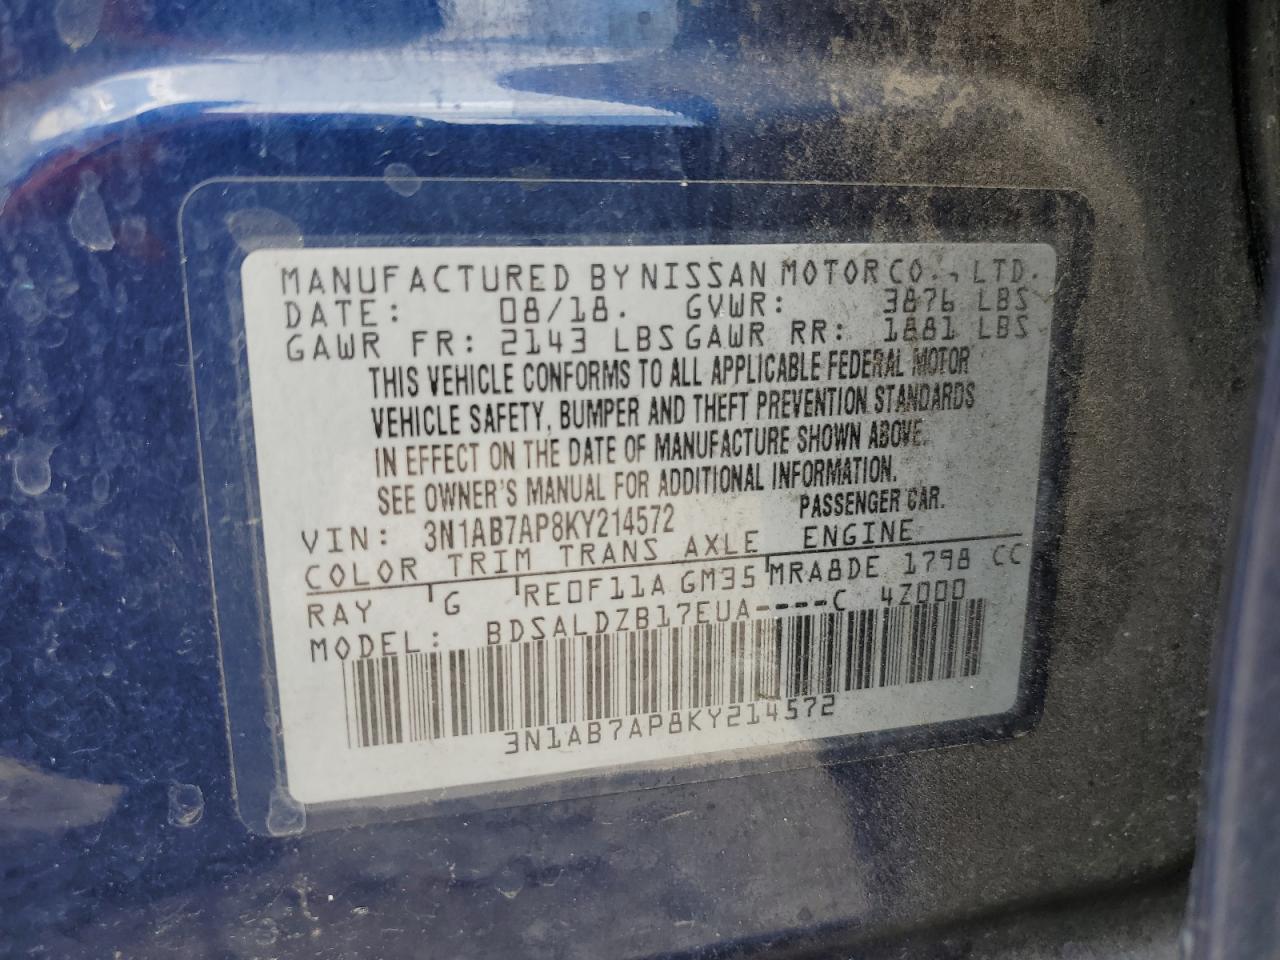 MANUFACTURED BY NISSAN MOTOR CO., LTD.
DATE: 08/18. GVWR: 3876 LBS
GAWR FR: 2143 LBS GAWR RR: 1881 LBS
THIS VEHICLE CONFORMS TO ALL APPLICABLE FEDERAL MOTOR
VEHICLE SAFETY, BUMPER AND THEFT PREVENTION STANDARDS
IN EFFECT ON THE DATE OF MANUFACTURE SHOWN ABOVE.
SEE OWNER'S MANUAL FOR ADDITIONAL INFORMATION.
VIN: 3N1AB7AP8KY214572 PASSENGER CAR.
COLOR TRIM TRANS AXLE ENGINE
RAY G RE0F11A GM35 MRA8DE 1798 CC
MODEL: BDSALDZB17EUA----C 4Z000
3N1AB7AP8KY214572